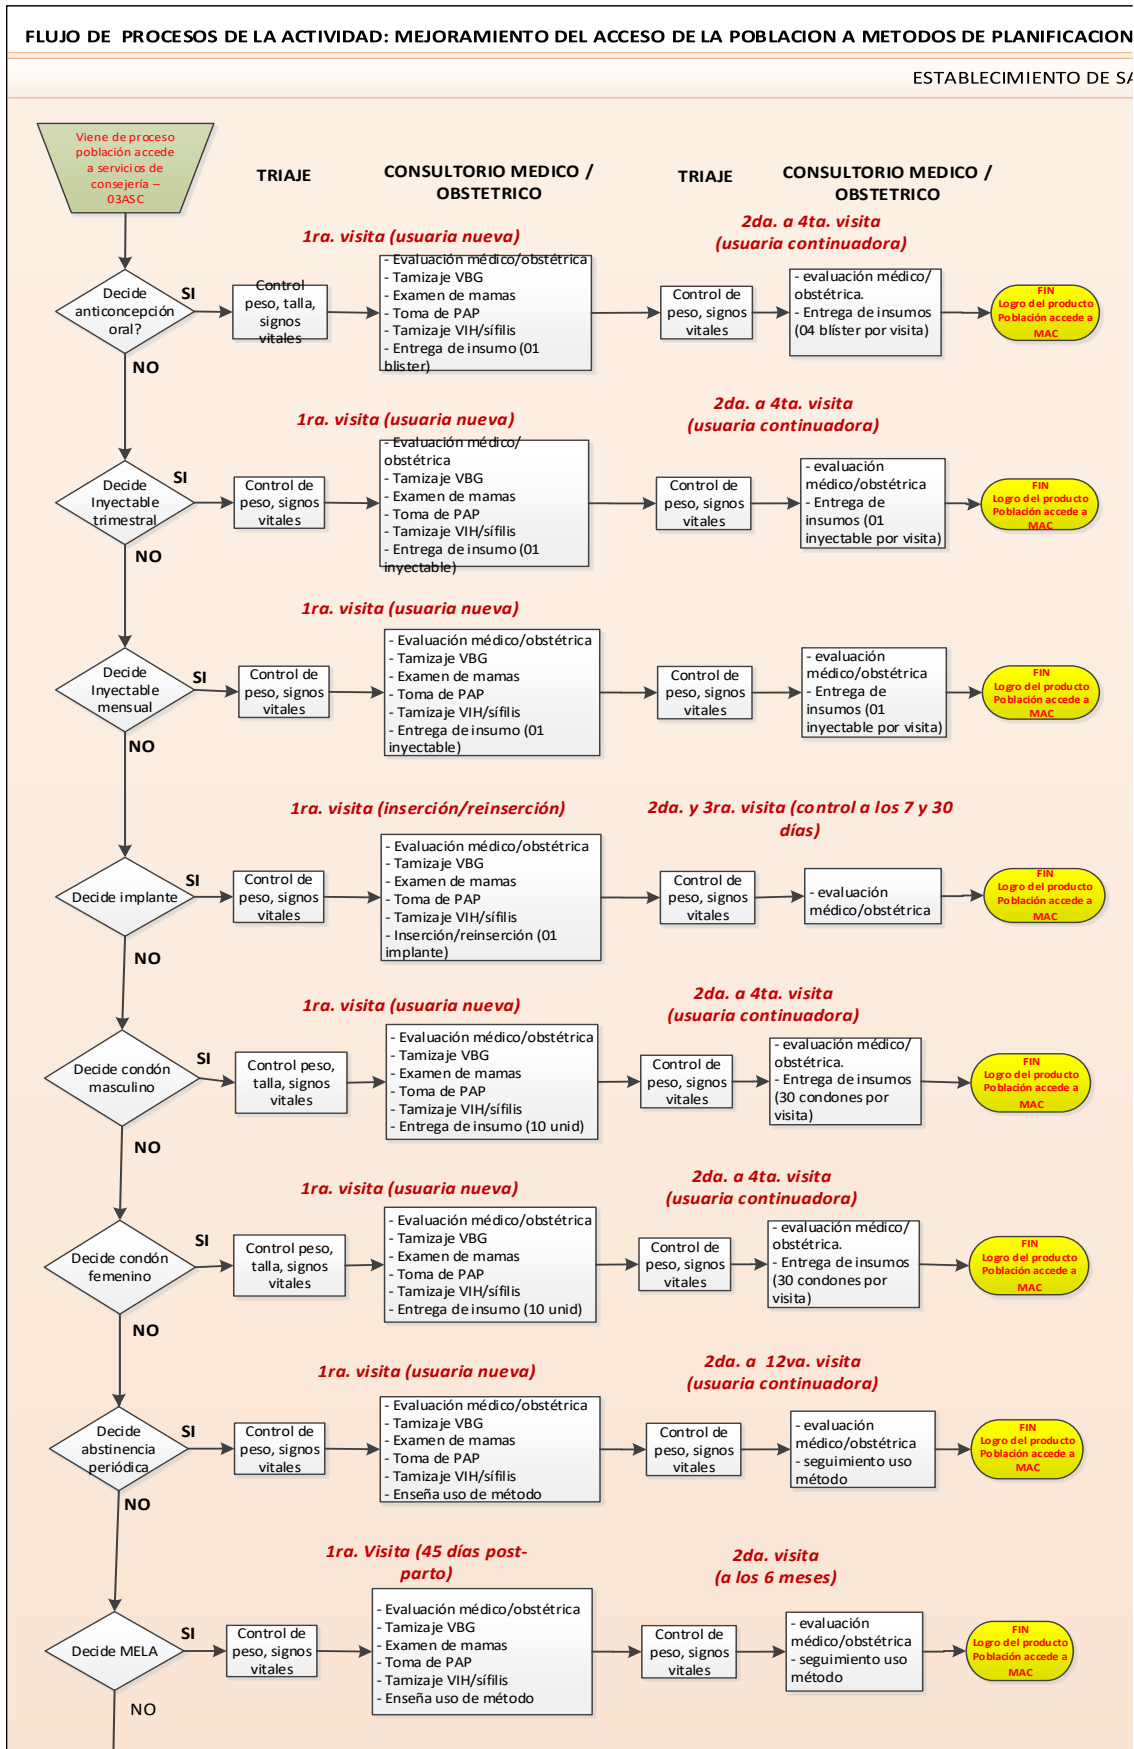 FLUJO DE PROCESOS DE LA ACTIVIDAD: MEJORAMIENTO DEL ACCESO DE LA POBLACION A METODOS DE PLANIFICACION
ESTABLECIMIENTO DE SA
Viene de proceso
población accede
a servicios de
consejería –
03ASC
TRIAJE
CONSULTORIO MEDICO /
OBSTETRICO
TRIAJE
CONSULTORIO MEDICO /
OBSTETRICO
1ra. visita (usuaria nueva)
2da. a 4ta. visita
(usuaria continuadora)
Decide
anticoncepción
oral?
SI
NO
Control
peso, talla,
signos
vitales
- Evaluación médico/obstétrica
- Tamizaje VBG
- Examen de mamas
- Toma de PAP
- Tamizaje VIH/sífilis
- Entrega de insumo (01
blister)
Control de
peso, signos
vitales
- evaluación médico/
obstétrica.
- Entrega de insumos
(04 blíster por visita)
FIN
Logro del producto
Población accede a
MAC
1ra. visita (usuaria nueva)
2da. a 4ta. visita
(usuaria continuadora)
Decide
Inyectable
trimestral
SI
NO
Control de
peso, signos
vitales
- Evaluación médico/
obstétrica
- Tamizaje VBG
- Examen de mamas
- Toma de PAP
- Tamizaje VIH/sífilis
- Entrega de insumo (01
inyectable)
Control de
peso, signos
vitales
- evaluación
médico/obstétrica
- Entrega de
insumos (01
inyectable por visita)
FIN
Logro del producto
Población accede a
MAC
1ra. visita (usuaria nueva)
Decide
Inyectable
mensual
SI
NO
Control de
peso, signos
vitales
- Evaluación médico/obstétrica
- Tamizaje VBG
- Examen de mamas
- Toma de PAP
- Tamizaje VIH/sífilis
- Entrega de insumo (01
inyectable)
Control de
peso, signos
vitales
- evaluación
médico/obstétrica
- Entrega de
insumos (01
inyectable por visita)
FIN
Logro del producto
Población accede a
MAC
1ra. visita (inserción/reinserción)
2da. y 3ra. visita (control a los 7 y 30
días)
Decide implante
SI
NO
Control de
peso, signos
vitales
- Evaluación médico/obstétrica
- Tamizaje VBG
- Examen de mamas
- Toma de PAP
- Tamizaje VIH/sífilis
- Inserción/reinserción (01
implante)
Control de
peso, signos
vitales
- evaluación
médico/obstétrica
FIN
Logro del producto
Población accede a
MAC
1ra. visita (usuaria nueva)
2da. a 4ta. visita
(usuaria continuadora)
Decide condón
masculino
SI
NO
Control peso,
talla, signos
vitales
- Evaluación médico/obstétrica
- Tamizaje VBG
- Examen de mamas
- Toma de PAP
- Tamizaje VIH/sífilis
- Entrega de insumo (10 unid)
Control de
peso, signos
vitales
- evaluación médico/
obstétrica.
- Entrega de insumos
(30 condones por
visita)
FIN
Logro del producto
Población accede a
MAC
1ra. visita (usuaria nueva)
2da. a 4ta. visita
(usuaria continuadora)
Decide condón
femenino
SI
NO
Control peso,
talla, signos
vitales
- Evaluación médico/obstétrica
- Tamizaje VBG
- Examen de mamas
- Toma de PAP
- Tamizaje VIH/sífilis
- Entrega de insumo (10 unid)
Control de
peso, signos
vitales
- evaluación médico/
obstétrica.
- Entrega de insumos
(30 condones por
visita)
FIN
Logro del producto
Población accede a
MAC
1ra. visita (usuaria nueva)
2da. a 12va. visita
(usuaria continuadora)
Decide
abstinencia
periódica
SI
NO
Control de
peso, signos
vitales
- Evaluación médico/obstétrica
- Tamizaje VBG
- Examen de mamas
- Toma de PAP
- Tamizaje VIH/sífilis
- Enseña uso de método
Control de
peso, signos
vitales
- evaluación
médico/obstétrica
- seguimiento uso
método
FIN
Logro del producto
Población accede a
MAC
1ra. Visita (45 días post-
parto)
2da. visita
(a los 6 meses)
Decide MELA
SI
NO
Control de
peso, signos
vitales
- Evaluación médico/obstétrica
- Tamizaje VBG
- Examen de mamas
- Toma de PAP
- Tamizaje VIH/sífilis
- Enseña uso de método
Control de
peso, signos
vitales
- evaluación
médico/obstétrica
- seguimiento uso
método
FIN
Logro del producto
Población accede a
MAC